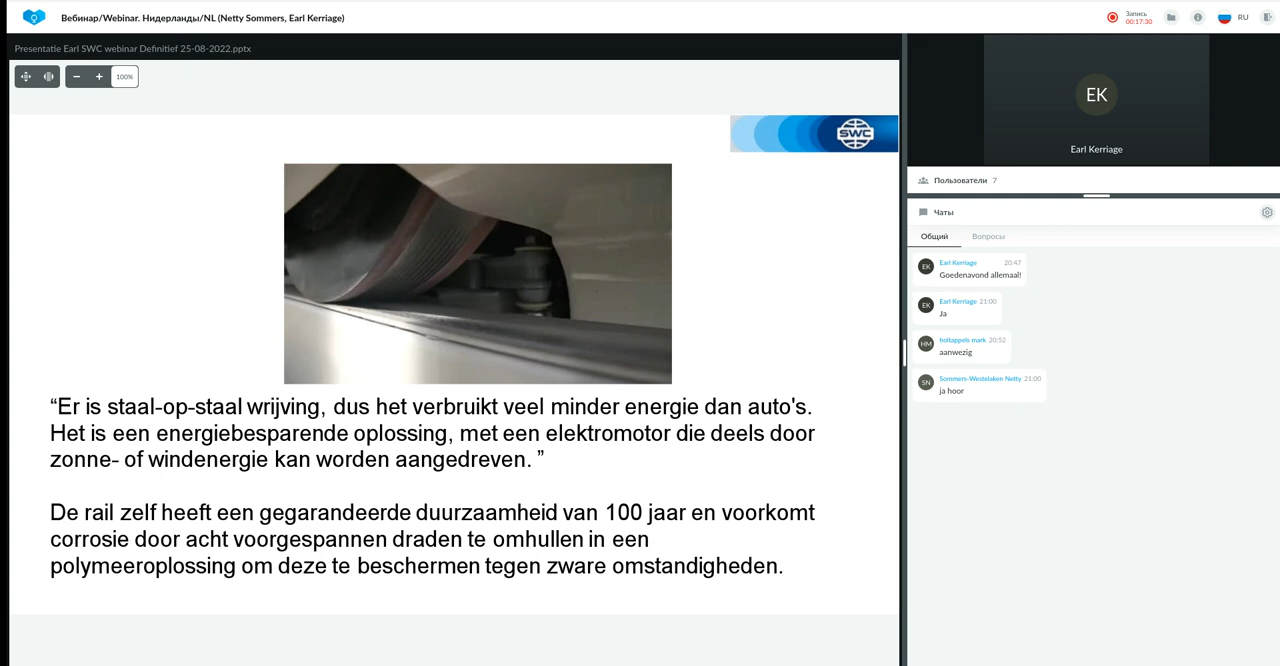 Вебинар/Webinar. Нидерланды/NL (Netty Sommers, Earl Kerriage)
Запись
00:17:30
RU
Presentatie Earl SWC webinar Definitief 25-08-2022.pptx
100%
SWC
“Er is staal-op-staal wrijving, dus het verbruikt veel minder energie dan auto's.
Het is een energiebesparende oplossing, met een elektromotor die deels door
zonne- of windenergie kan worden aangedreven. ”
De rail zelf heeft een gegarandeerde duurzaamheid van 100 jaar en voorkomt
corrosie door acht voorgespannen draden te omhullen in een
polymeeroplossing om deze te beschermen tegen zware omstandigheden.
EK
Earl Kerriage
Пользователи 7
Чаты
Общий Вопросы
EK
Earl Kerriage 20:47
Goedenavond allemaal!
EK
Earl Kerriage 21:00
Ja
HM
holtappels mark 20:52
aanwezig
SN
Sommers-Westelaken Netty 21:00
ja hoor